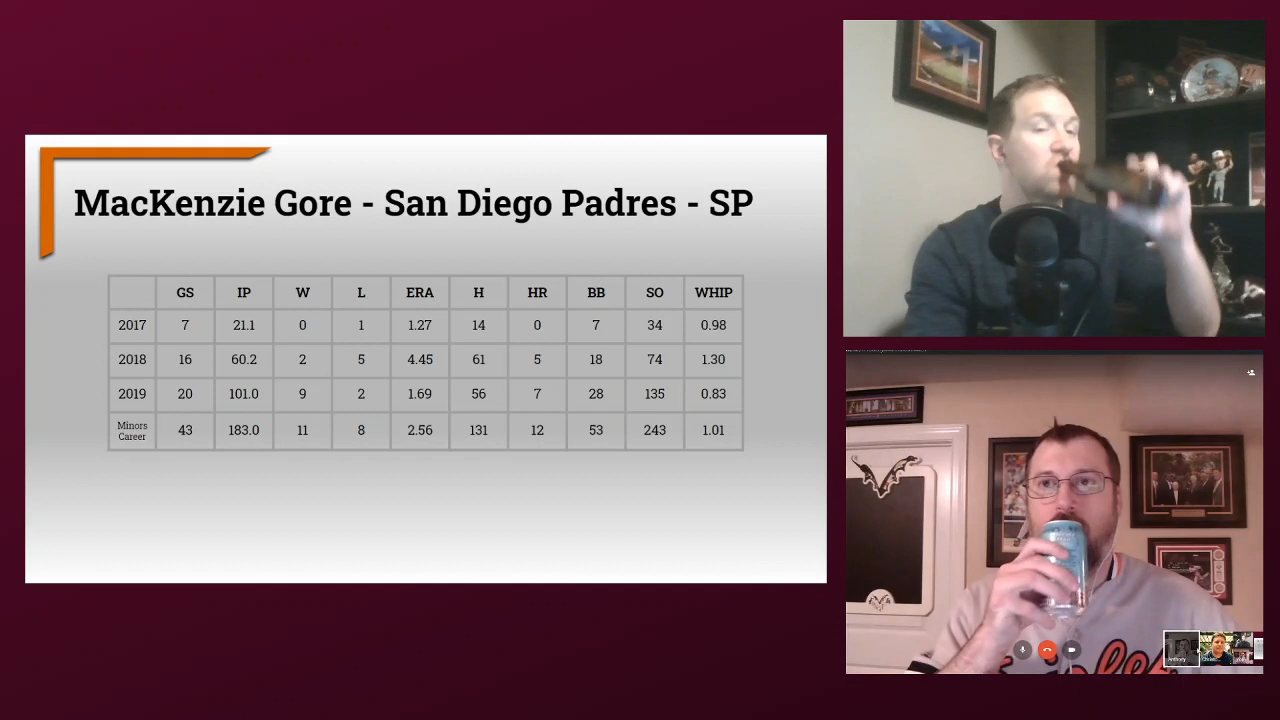 MacKenzie Gore - San Diego Padres - SP
GS IP W L ERA H HR BB SO WHIP
2017 7 21.1 0 1 1.27 14 0 7 34 0.98
2018 16 60.2 2 5 4.45 61 5 18 74 1.30
2019 20 101.0 9 2 1.69 56 7 28 135 0.83
Minors
Career 43 183.0 11 8 2.56 131 12 53 243 1.01
Anthony